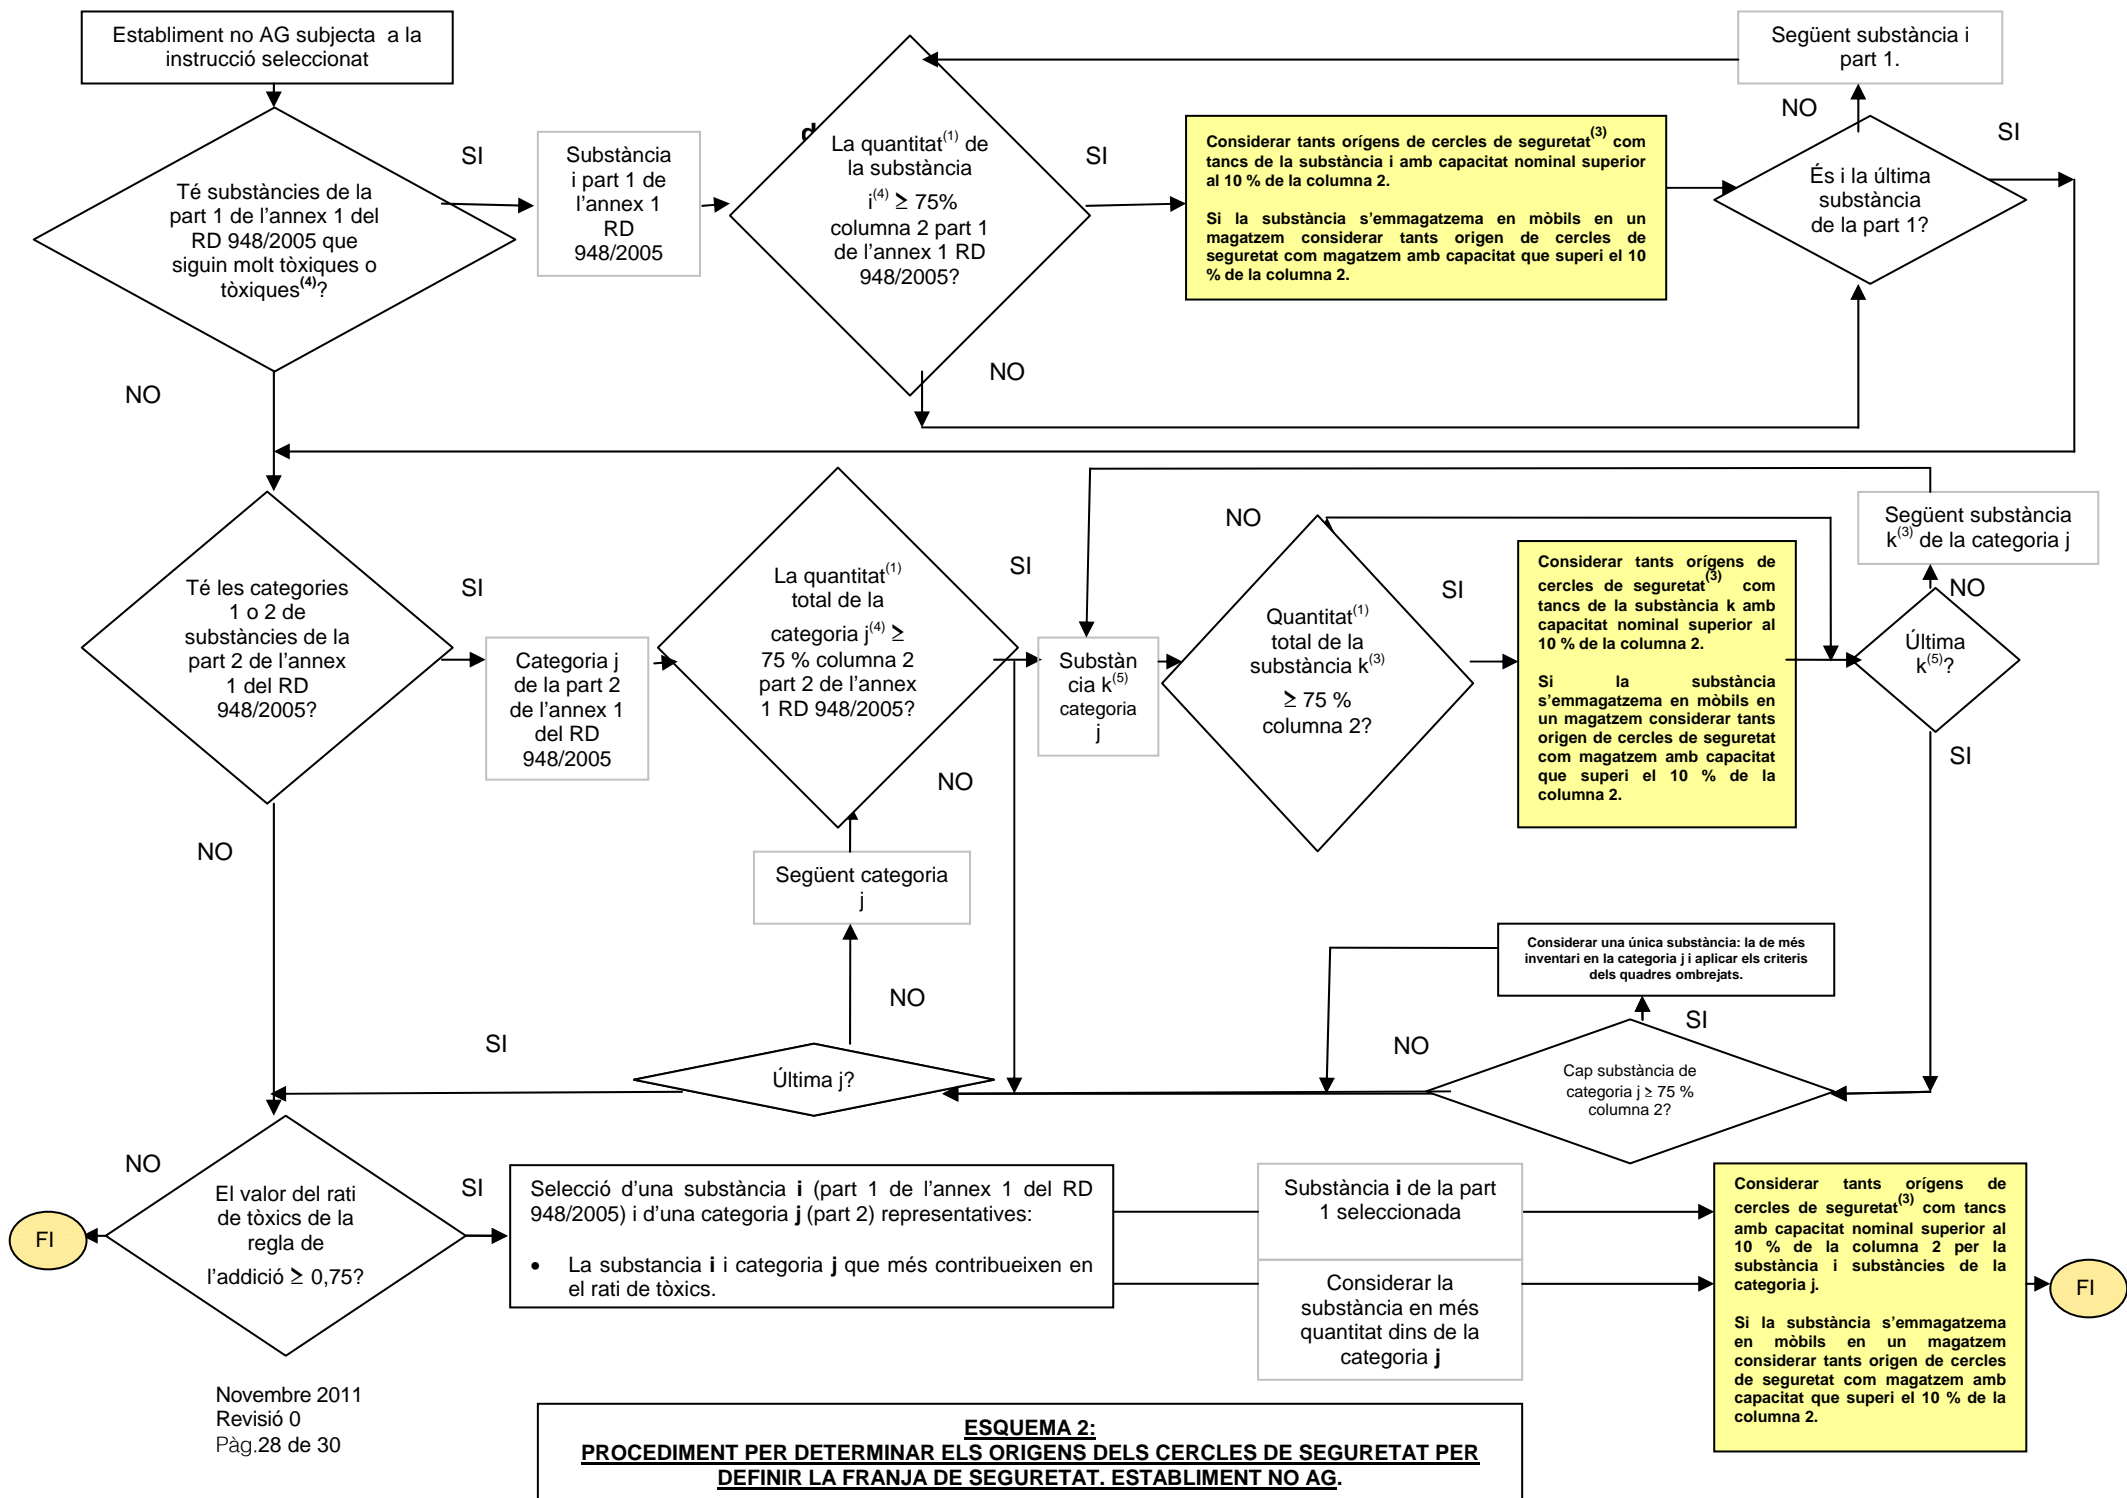 Establiment no AG subjecta a la
instrucció seleccionat
Té substàncies de la
part 1 de l'annex 1 del
RD 948/2005 que
siguin molt tòxiques o
tòxiques(4)?
SI
NO
Substància
i part 1 de
l'annex 1
RD
948/2005
d
La quantitat(1) de
la substància
i(4) ≥ 75%
columna 2 part 1
de l'annex 1 RD
948/2005?
SI
NO
Considerar tants orígens de cercles de seguretat(3) com
tancs de la substància i amb capacitat nominal superior
al 10 % de la columna 2.
Si la substància s'emmagatzema en mòbils en un
magatzem considerar tants origen de cercles de
seguretat com magatzem amb capacitat que superi el 10
% de la columna 2.
Següent substància i
part 1.
NO
SI
És i la última
substància
de la part 1?
Té les categories
1 o 2 de
substàncies de la
part 2 de l'annex
1 del RD
948/2005?
SI
NO
Categoria j
de la part 2
de l'annex 1
del RD
948/2005
La quantitat(1)
total de la
categoria j(4) ≥
75 % columna 2
part 2 de l'annex
1 RD 948/2005?
SI
NO
Substàn
cia k(5)
categoria
j
NO
Quantitat(1)
total de la
substància k(3)
≥ 75 %
columna 2?
SI
Considerar tants orígens de
cercles de seguretat(3) com
tancs de la substància k amb
capacitat nominal superior al
10 % de la columna 2.
Si la substància
s'emmagatzema en mòbils en
un magatzem considerar tants
origen de cercles de seguretat
com magatzem amb capacitat
que superi el 10 % de la
columna 2.
Següent substància
k(3) de la categoria j
NO
Última
k(5)?
SI
Següent categoria
j
NO
SI
Última j?
Considerar una única substància: la de més
inventari en la categoria j i aplicar els criteris
dels quadres ombrejats.
SI
NO
Cap substància de
categoria j ≥ 75 %
columna 2?
NO
El valor del rati
de tòxics de la
regla de
l'addició ≥ 0,75?
SI
FI
Selecció d'una substància i (part 1 de l'annex 1 del RD
948/2005) i d'una categoria j (part 2) representatives:
• La substancia i i categoria j que més contribueixen en
el rati de tòxics.
Substància i de la part
1 seleccionada
Considerar la
substància en més
quantitat dins de la
categoria j
Considerar tants orígens de
cercles de seguretat(3) com tancs
amb capacitat nominal superior al
10 % de la columna 2 per la
substància i substàncies de la
categoria j.
Si la substància s'emmagatzema
en mòbils en un magatzem
considerar tants origen de cercles
de seguretat com magatzem amb
capacitat que superi el 10 % de la
columna 2.
FI
Novembre 2011
Revisió 0
Pàg.28 de 30
ESQUEMA 2:
PROCEDIMENT PER DETERMINAR ELS ORIGENS DELS CERCLES DE SEGURETAT PER
DEFINIR LA FRANJA DE SEGURETAT. ESTABLIMENT NO AG.